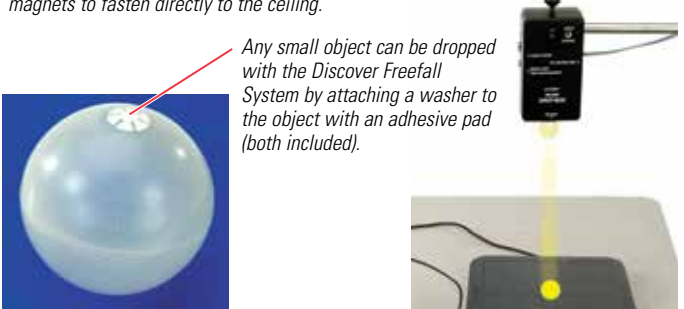 magnets to fasten directly to the ceiling.
Any small object can be dropped
with the Discover Freefall
System by attaching a washer to
the object with an adhesive pad
(both included).